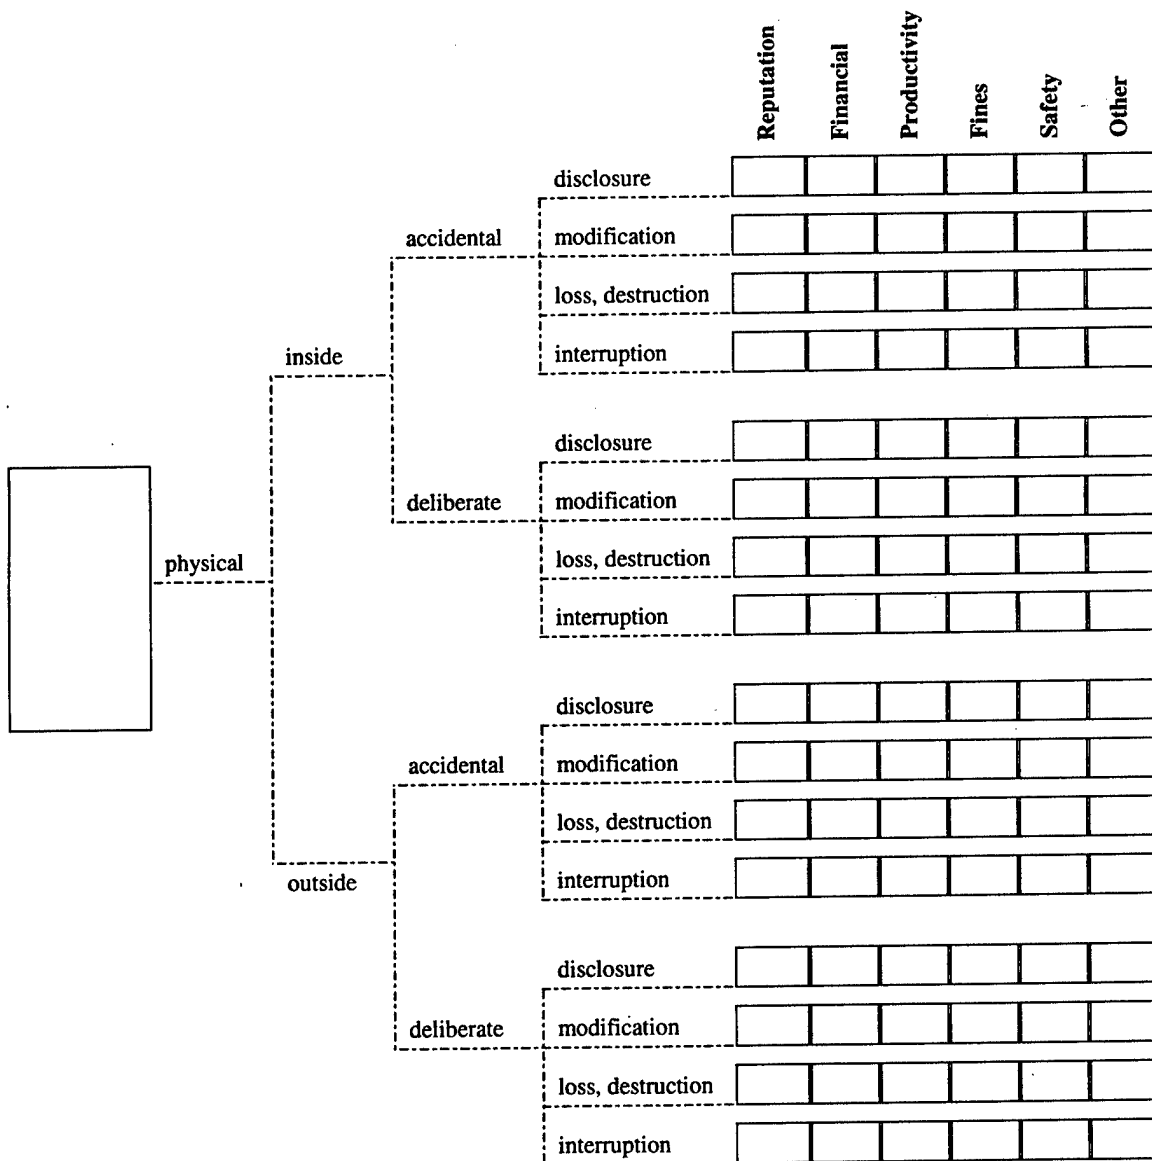 Reputation
Financial
Productivity
Fines
Safety
Other
disclosure
accidental
modification
loss, destruction
inside
interruption
disclosure
deliberate
modification
physical
loss, destruction
interruption
disclosure
accidental
modification
loss, destruction
outside
interruption
disclosure
deliberate
modification
loss, destruction
interruption